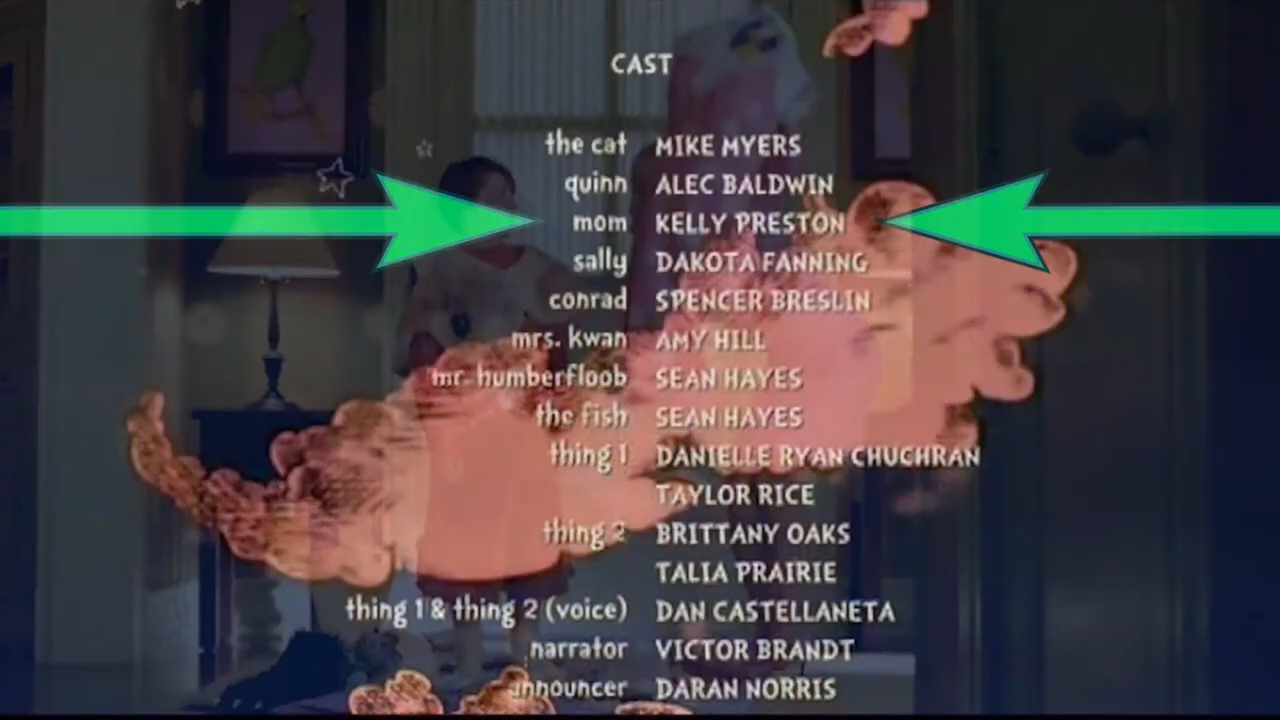 CAST
the cat MIKE MYERS
quinn ALEC BALDWIN
mom KELLY PRESTON
sally DAKOTA FANNING
conrad SPENCER BRESLIN
mrs. kwan AMY HILL
mr. humberfloob SEAN HAYES
the fish SEAN HAYES
thing 1 DANIELLE RYAN CHUCHRAN
TAYLOR RICE
thing 2 BRITTANY OAKS
TALIA PRAIRIE
thing 1 & thing 2 (voice) DAN CASTELLANETA
narrator VICTOR BRANDT
announcer DARAN NORRIS